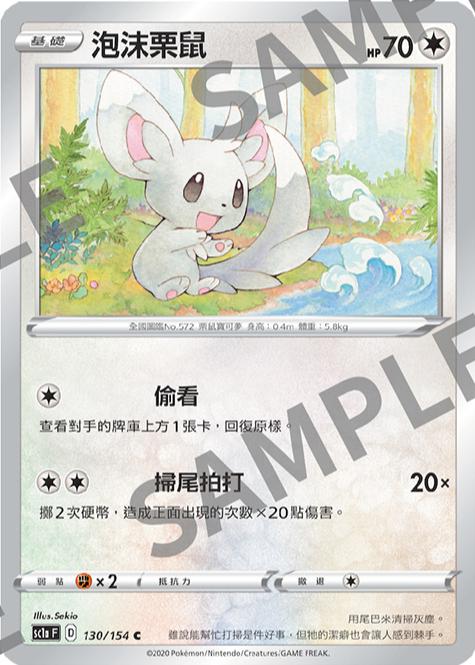 基礎 泡沫栗鼠 HP70
全國圖鑑No.572 栗鼠寶可夢 身高：0.4m 體重：5.8kg
偷看
查看對手的牌庫上方1張卡，回復原樣。
掃尾拍打 20×
擲2次硬幣，造成正面出現的次數×20點傷害。
弱點 ×2 抵抗力 撤退
Illus.Sekio
用尾巴來清掃灰塵。
sc1a F D 130/154 C
雖說能幫忙打掃是件好事，但牠的潔癖也會讓人感到棘手。
©2020 Pokémon/Nintendo/Creatures/GAME FREAK.
SAMPLE
SAMPLE